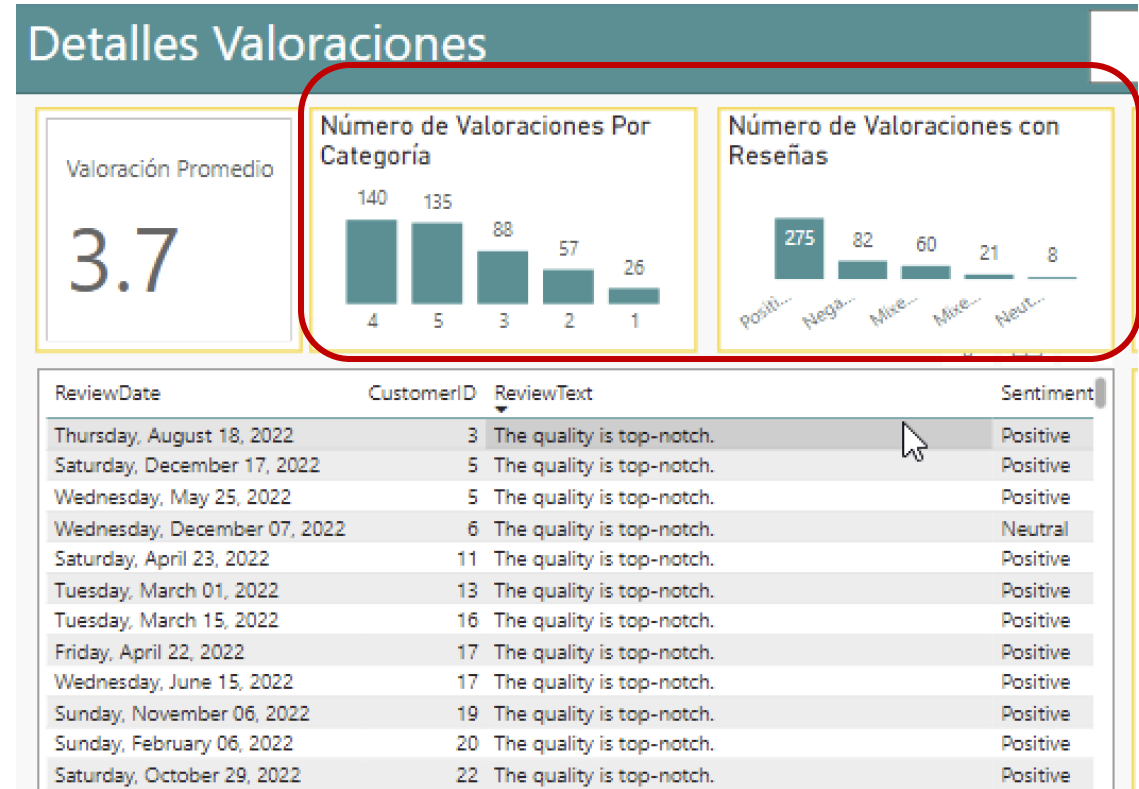 Detalles Valoraciones
Valoración Promedio
3.7
Número de Valoraciones Por
Categoría
140 135 88 57 26
4 5 3 2 1
Número de Valoraciones con
Reseñas
275 82 60 21 8
Positi... Nega... Mixe... Mixe... Neut...
ReviewDate CustomerID ReviewText Sentiment
Thursday, August 18, 2022 3 The quality is top-notch. Positive
Saturday, December 17, 2022 5 The quality is top-notch. Positive
Wednesday, May 25, 2022 5 The quality is top-notch. Positive
Wednesday, December 07, 2022 6 The quality is top-notch. Neutral
Saturday, April 23, 2022 11 The quality is top-notch. Positive
Tuesday, March 01, 2022 13 The quality is top-notch. Positive
Tuesday, March 15, 2022 16 The quality is top-notch. Positive
Friday, April 22, 2022 17 The quality is top-notch. Positive
Wednesday, June 15, 2022 17 The quality is top-notch. Positive
Sunday, November 06, 2022 19 The quality is top-notch. Positive
Sunday, February 06, 2022 20 The quality is top-notch. Positive
Saturday, October 29, 2022 22 The quality is top-notch. Positive